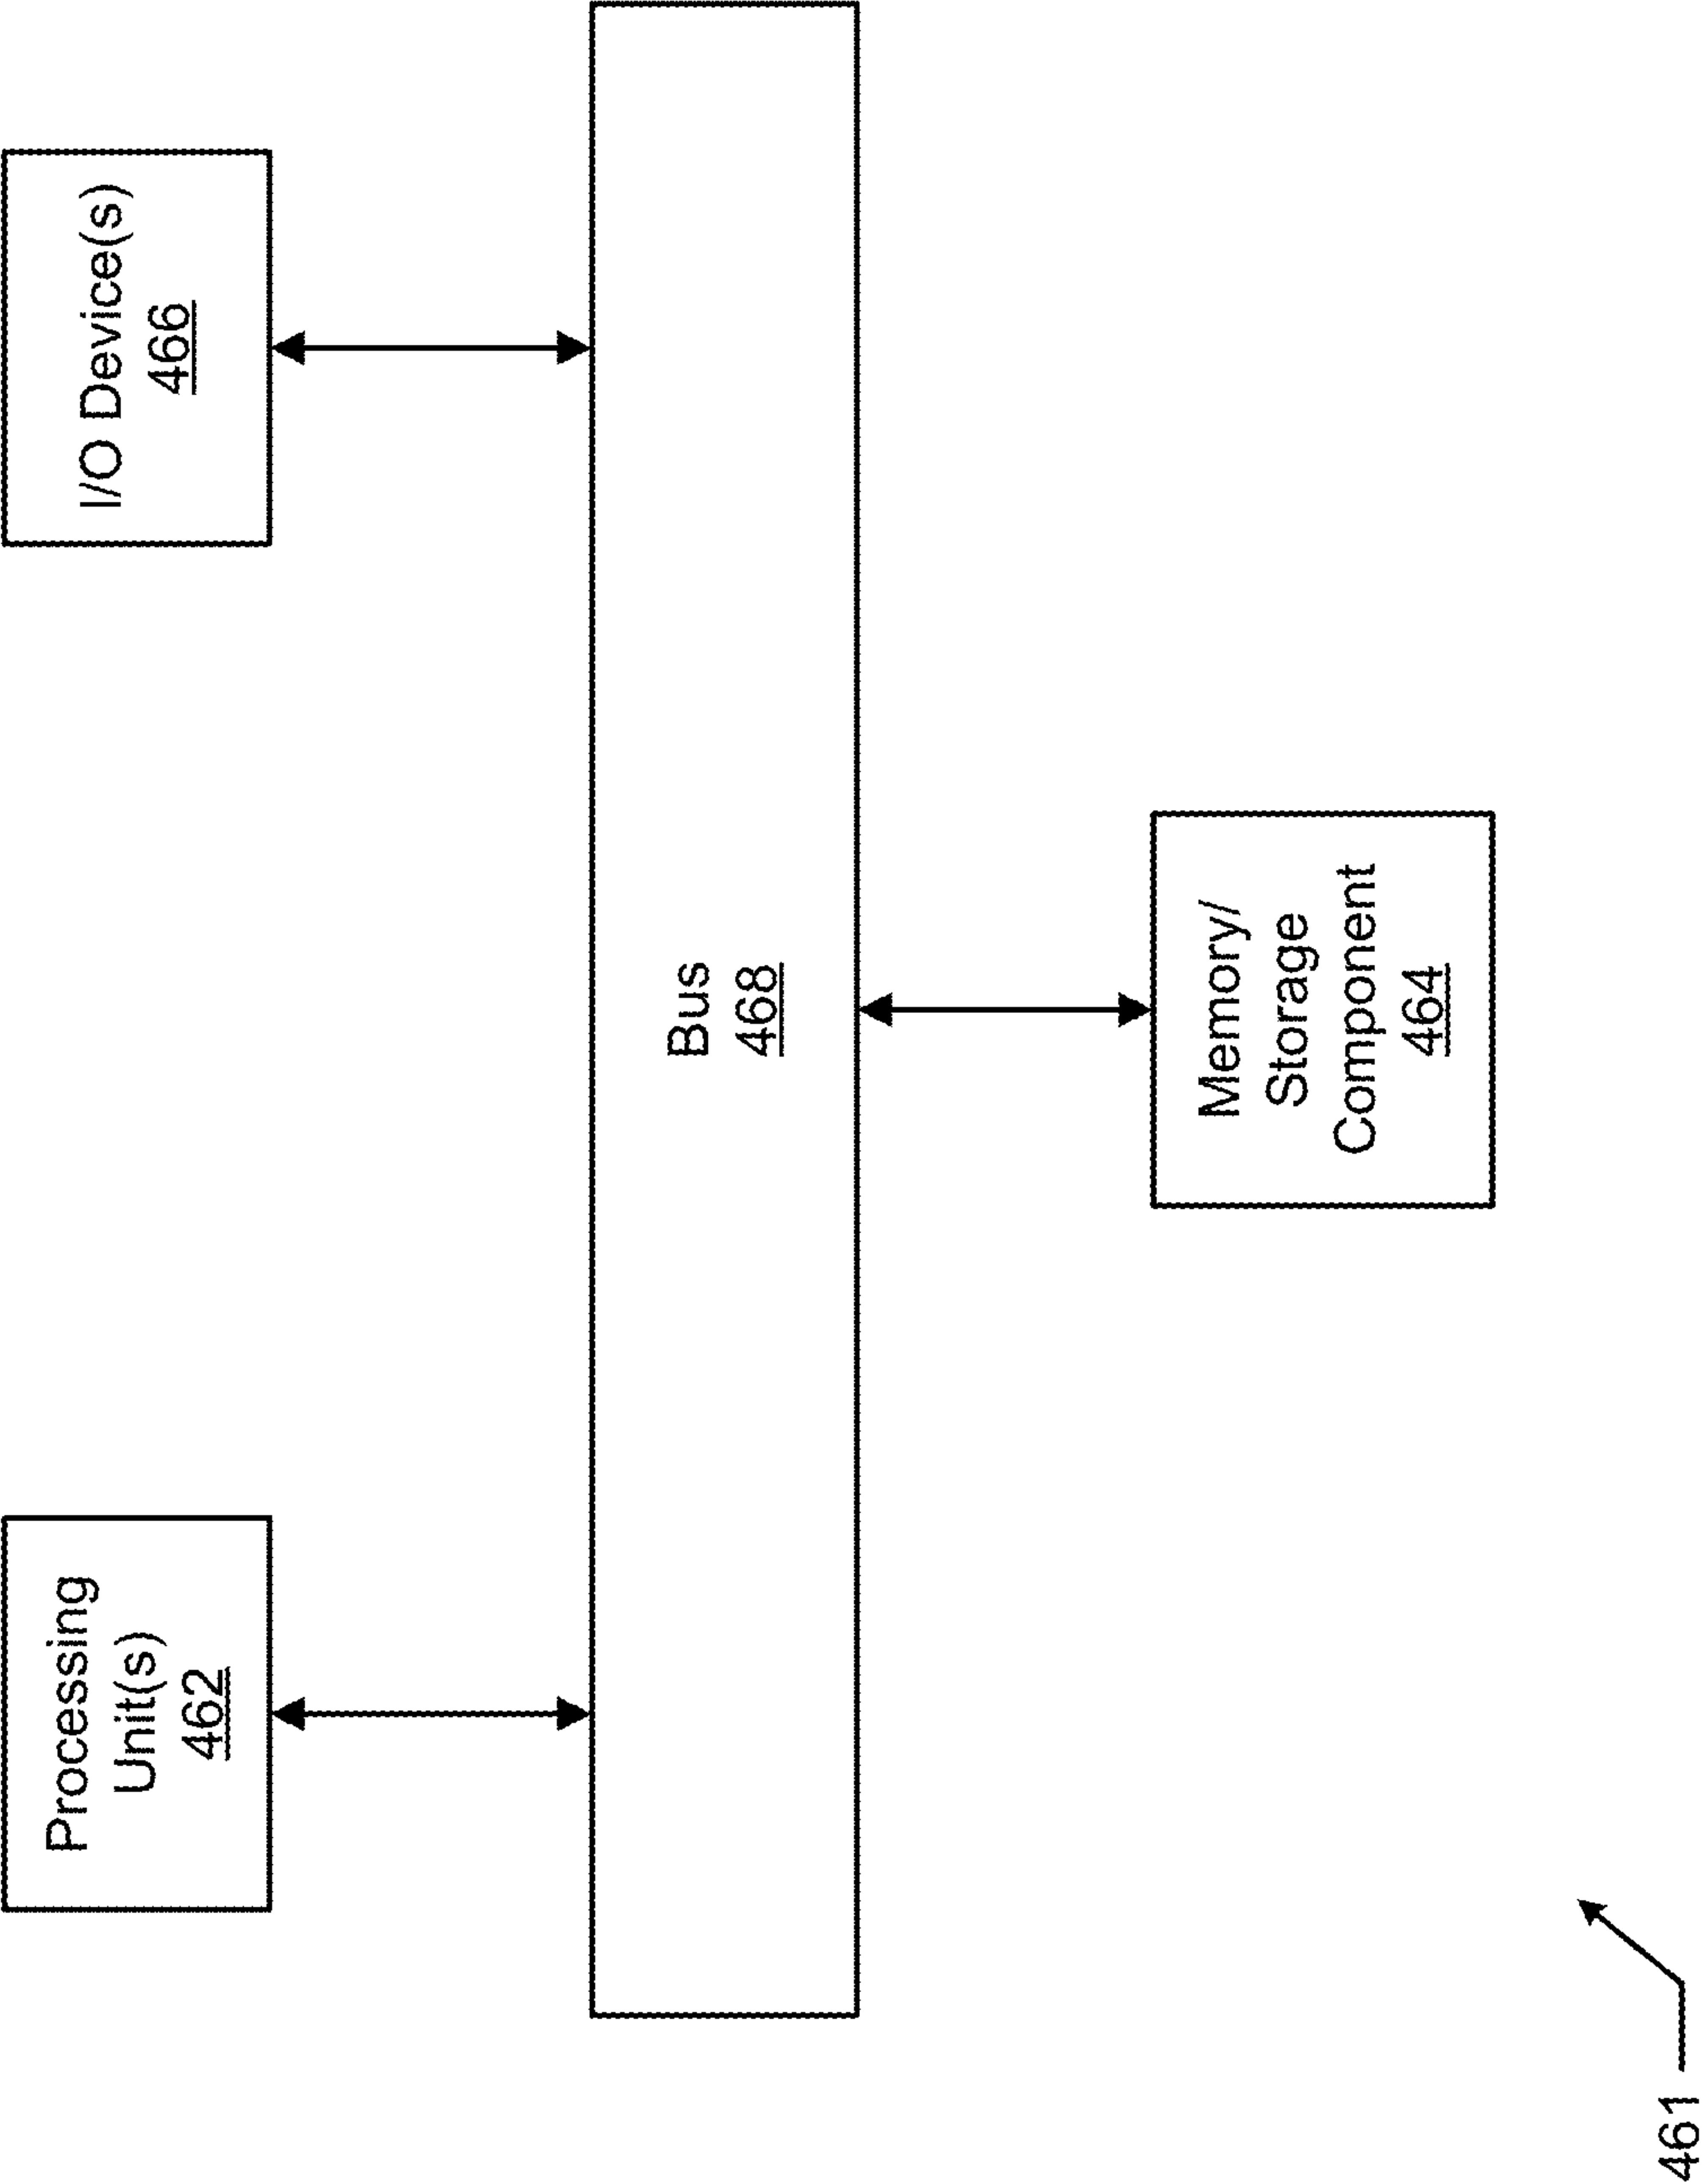 Processing
Unit(s)
462
I/O Device(s)
466
Bus
468
Memory/
Storage
Component
464
461